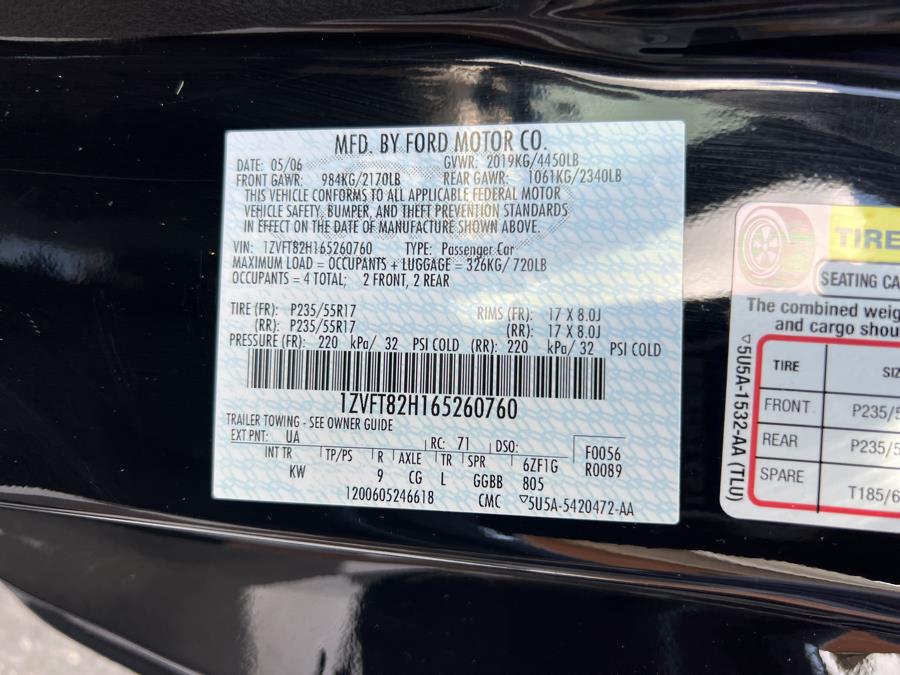 MFD. BY FORD MOTOR CO.
DATE: 05/06 GVWR: 2019KG/4450LB
FRONT GAWR: 984KG/2170LB REAR GAWR: 1061KG/2340LB
THIS VEHICLE CONFORMS TO ALL APPLICABLE FEDERAL MOTOR
VEHICLE SAFETY, BUMPER, AND THEFT PREVENTION STANDARDS
IN EFFECT ON THE DATE OF MANUFACTURE SHOWN ABOVE.
VIN: 1ZVFT82H165260760 TYPE: Passenger Car
MAXIMUM LOAD = OCCUPANTS + LUGGAGE = 326KG/720LB
OCCUPANTS = 4 TOTAL; 2 FRONT, 2 REAR
TIRE (FR): P235/55R17 RIMS (FR): 17 X 8.0J
(RR): P235/55R17 (RR): 17 X 8.0J
PRESSURE (FR): 220 kPa/ 32 PSI COLD (RR): 220 kPa/ 32 PSI COLD
1ZVFT82H165260760
TRAILER TOWING - SEE OWNER GUIDE
EXT PNT: UA RC: 71 DSO: F0056
INT TR TP/PS R AXLE TR SPR 6ZF1G R0089
KW 9 CG L GGBB 805
1200605246618 CMC ▽5U5A-5420472-AA
TIRE
SEATING CA
The combined weig
and cargo shou
▽5U5A-1532-AA (TLU)
TIRE SIZ
FRONT P235/5
REAR P235/5
SPARE T185/6